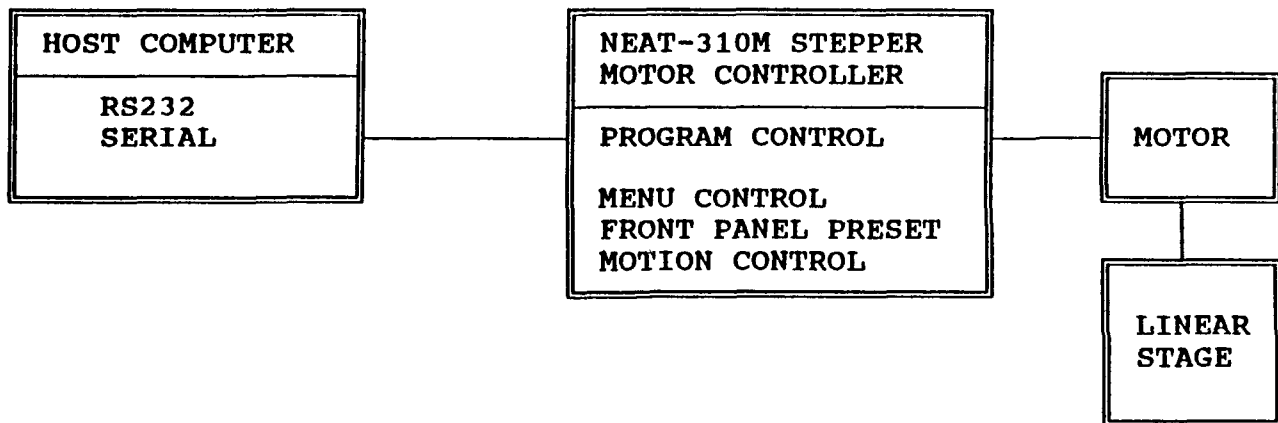 HOST COMPUTER
RS232
SERIAL
NEAT-310M STEPPER
MOTOR CONTROLLER
PROGRAM CONTROL
MENU CONTROL
FRONT PANEL PRESET
MOTION CONTROL
MOTOR
LINEAR
STAGE